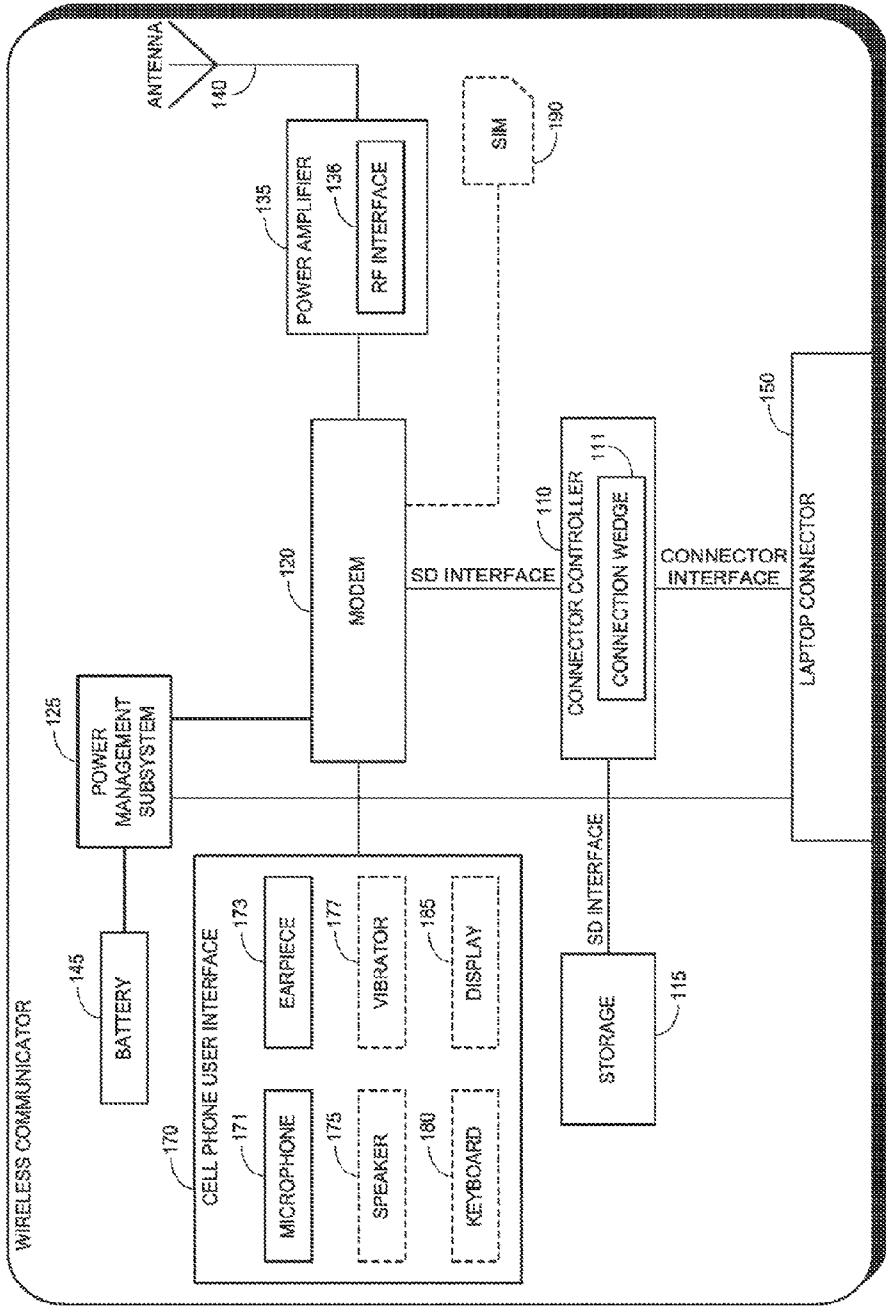 WIRELESS COMMUNICATOR
145
BATTERY
125
POWER
MANAGEMENT
SUBSYSTEM
ANTENNA
140
170
CELL PHONE USER INTERFACE
171
MICROPHONE
173
EARPIECE
175
SPEAKER
177
VIBRATOR
180
KEYBOARD
185
DISPLAY
120
MODEM
135
POWER AMPLIFIER
136
RF INTERFACE
SIM
190
SD INTERFACE
110
CONNECTOR CONTROLLER
111
CONNECTION WEDGE
SD INTERFACE
STORAGE
115
CONNECTOR
INTERFACE
150
LAPTOP CONNECTOR